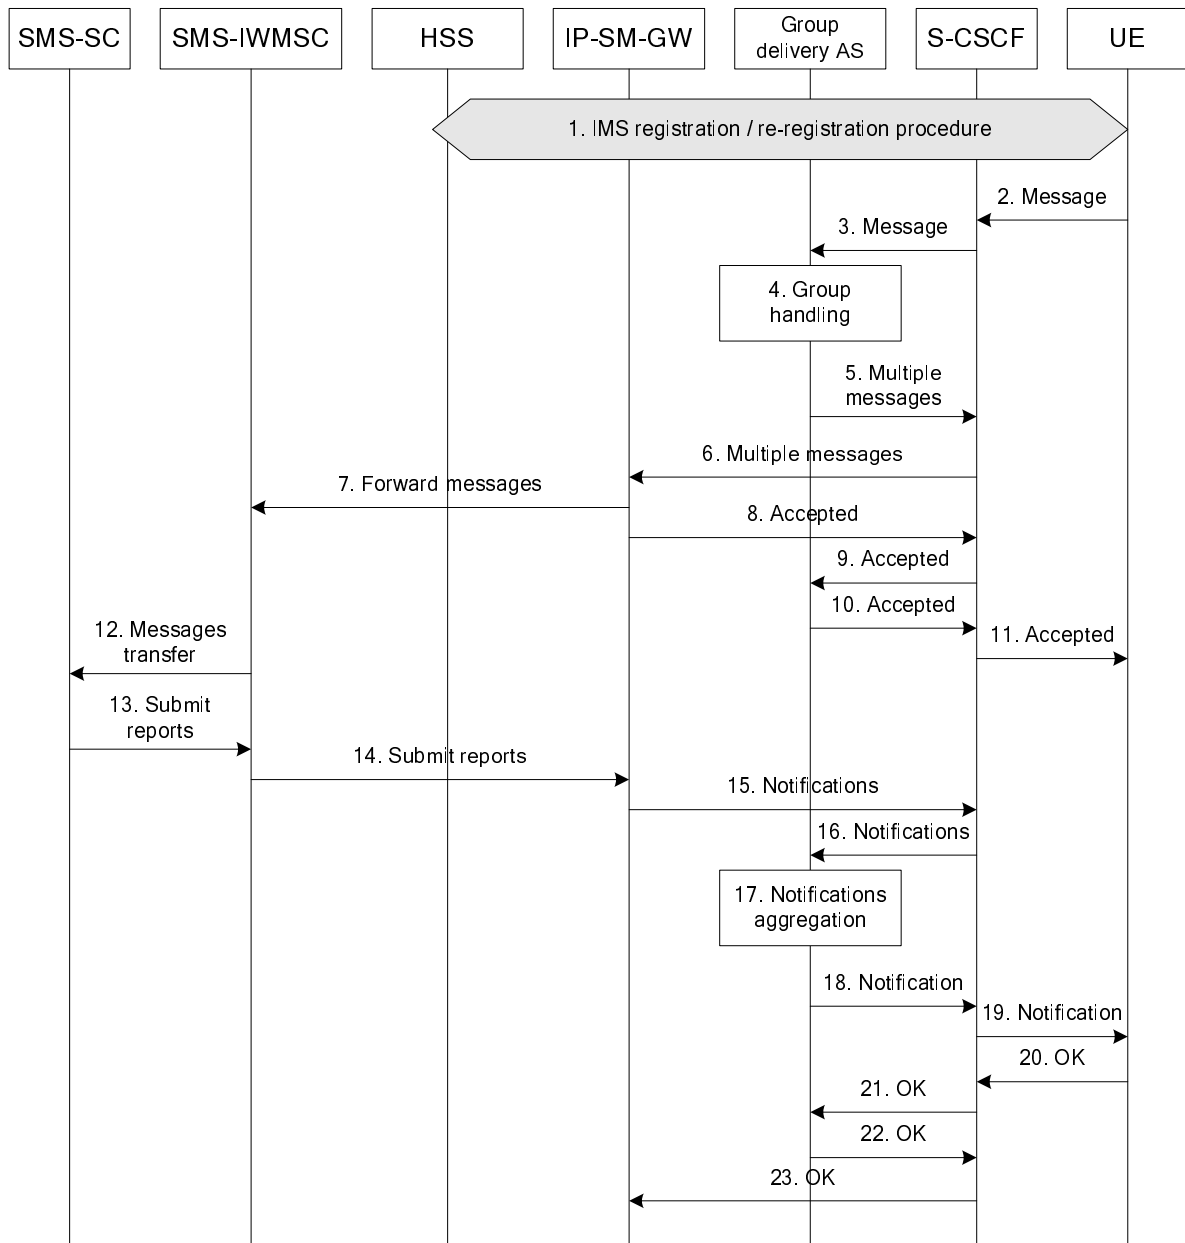 SMS-SC
SMS-IWMSC
HSS
IP-SM-GW
Group
delivery AS
S-CSCF
UE
1. IMS registration / re-registration procedure
2. Message
3. Message
4. Group
handling
5. Multiple
messages
6. Multiple messages
7. Forward messages
8. Accepted
9. Accepted
10. Accepted
11. Accepted
12. Messages
transfer
13. Submit
reports
14. Submit reports
15. Notifications
16. Notifications
17. Notifications
aggregation
18. Notification
19. Notification
20. OK
21. OK
22. OK
23. OK